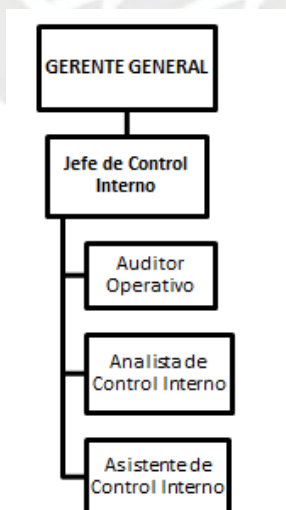 GERENTE GENERAL
Jefe de Control
Interno
Auditor
Operativo
Analista de
Control Interno
Asistente de
Control Interno